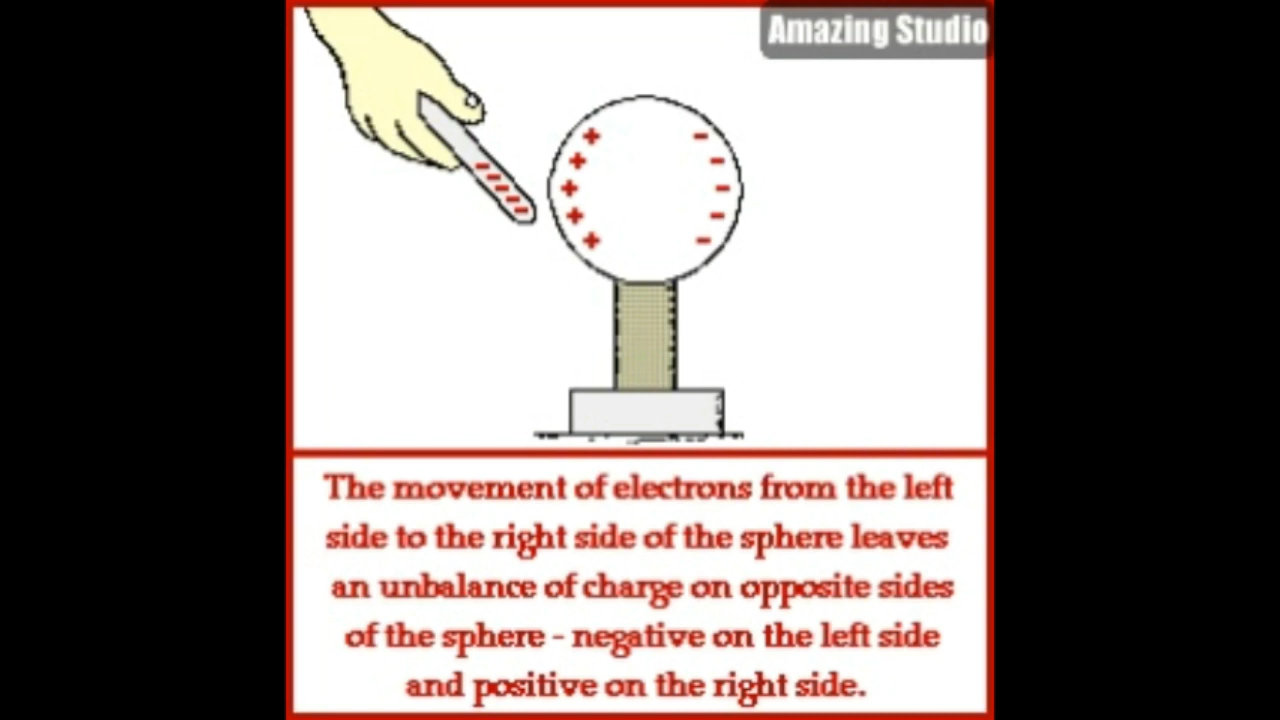 Amazing Studio
The movement of electrons from the left
side to the right side of the sphere leaves
an unbalance of charge on opposite sides
of the sphere - negative on the left side
and positive on the right side.